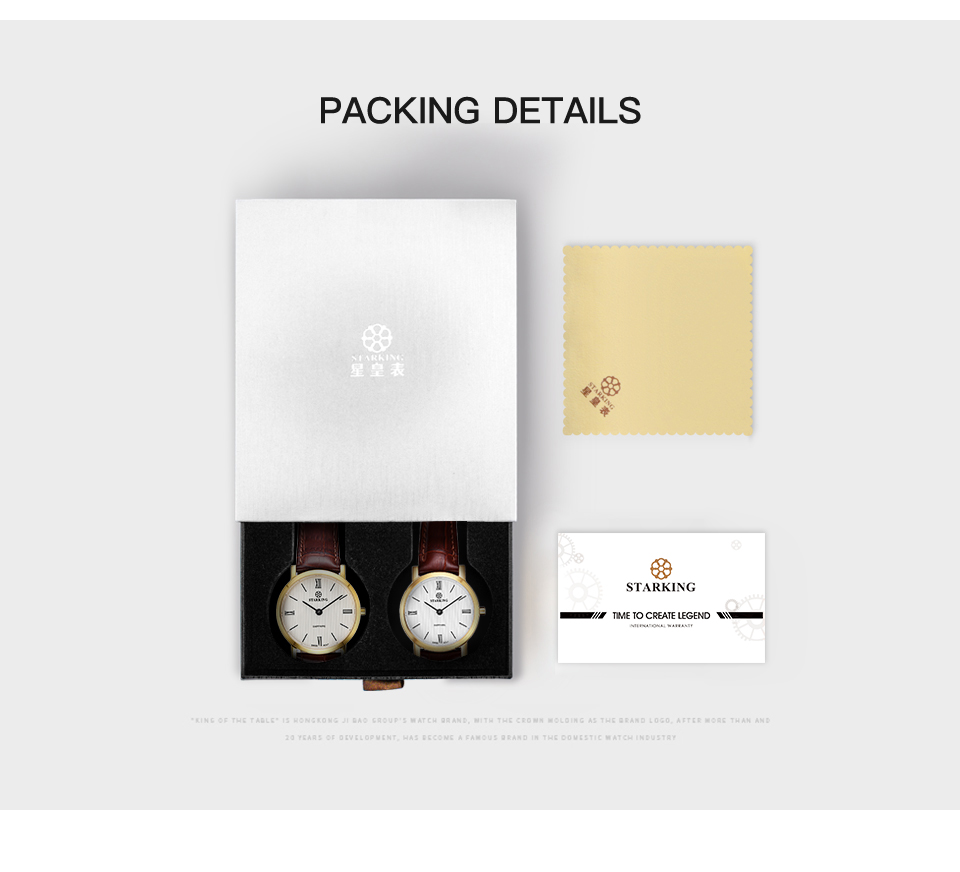 PACKING DETAILS
STARKING
星皇表
STARKING
星皇表
STARKING
STARKING
STARKING
TIME TO CREATE LEGEND
INTERNATIONAL WARRANTY
"KING OF THE TABLE" IS HONGKONG JI BAO GROUP'S WATCH BRAND, WITH THE CROWN MOLDING AS THE BRAND LOGO, AFTER MORE THAN AND
28 YEARS OF DEVELOPMENT, HAS BECOME A FAMOUS BRAND IN THE DOMESTIC WATCH INDUSTRY